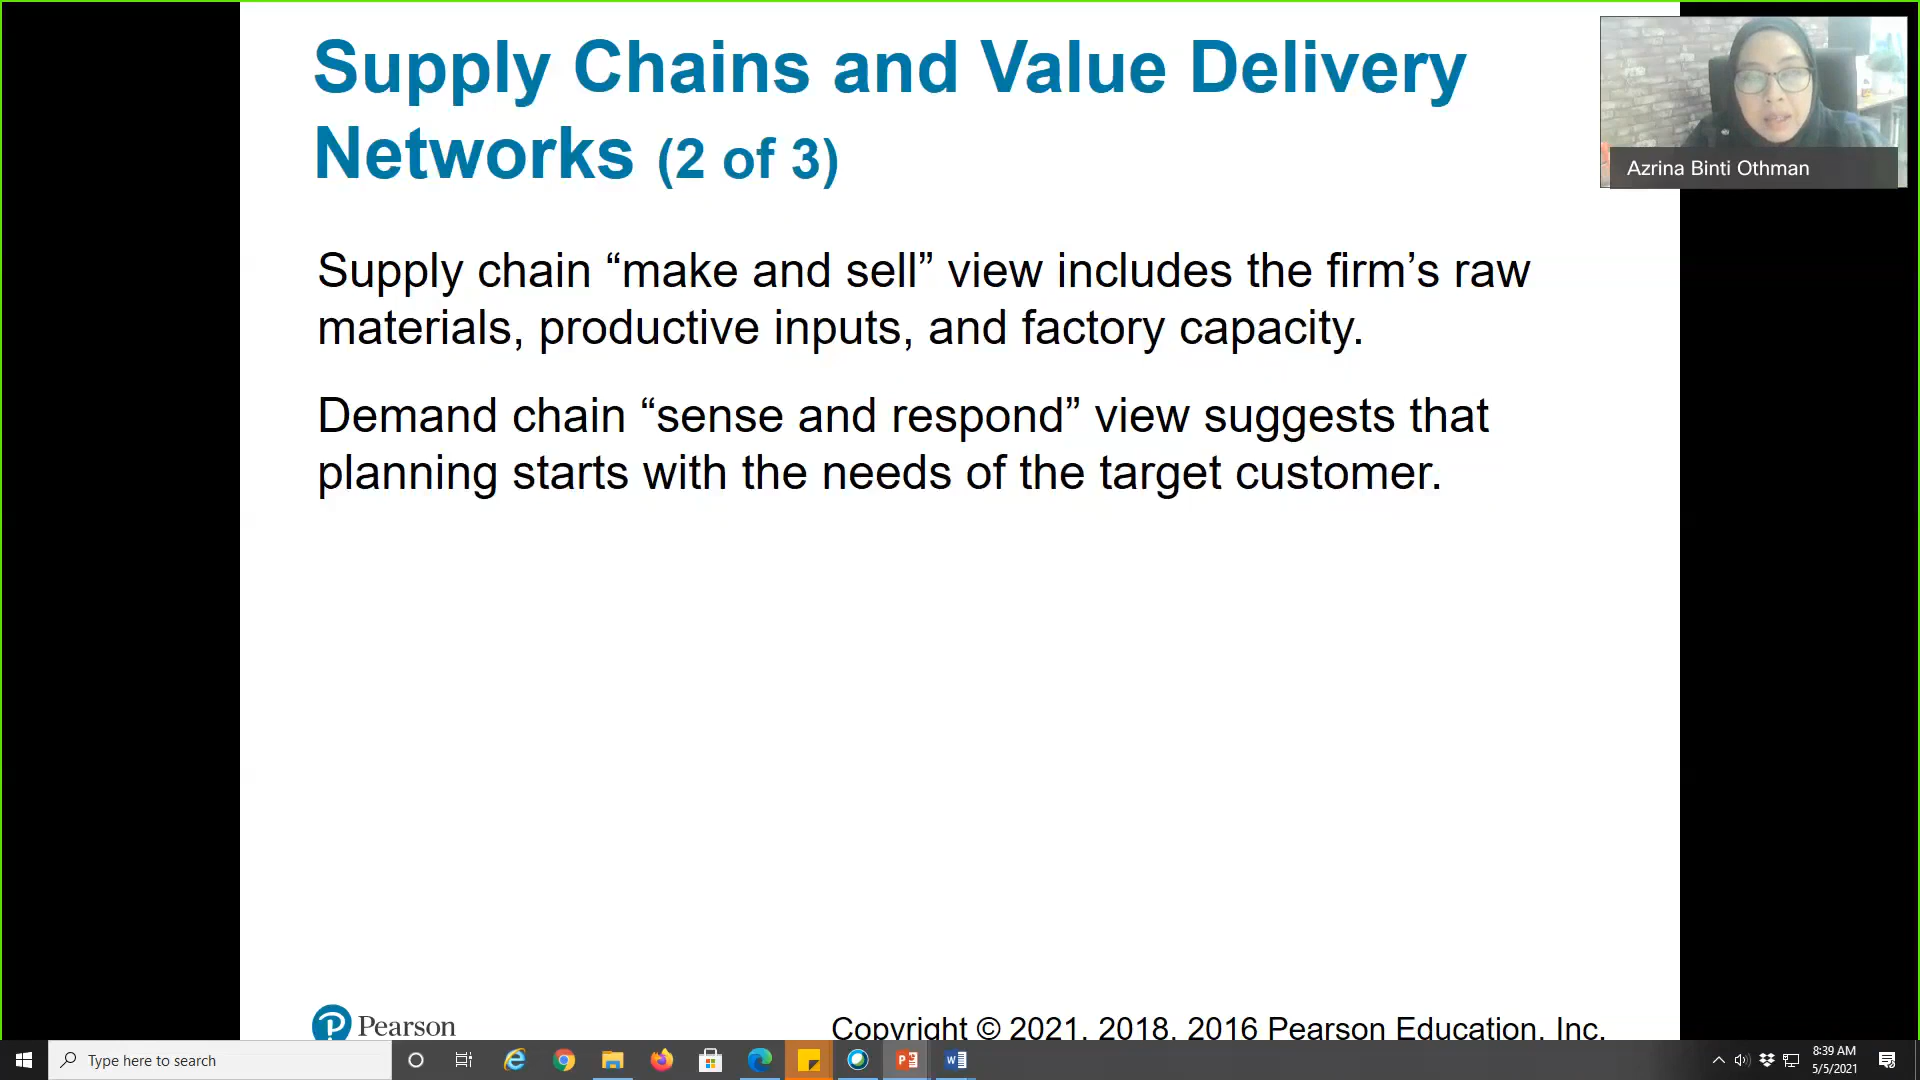 Supply Chains and Value Delivery
Networks (2 of 3)
Azrina Binti Othman
Supply chain “make and sell” view includes the firm’s raw
materials, productive inputs, and factory capacity.
Demand chain “sense and respond” view suggests that
planning starts with the needs of the target customer.
Pearson
Copyright © 2021, 2018, 2016 Pearson Education, Inc.
Type here to search
8:39 AM
5/5/2021